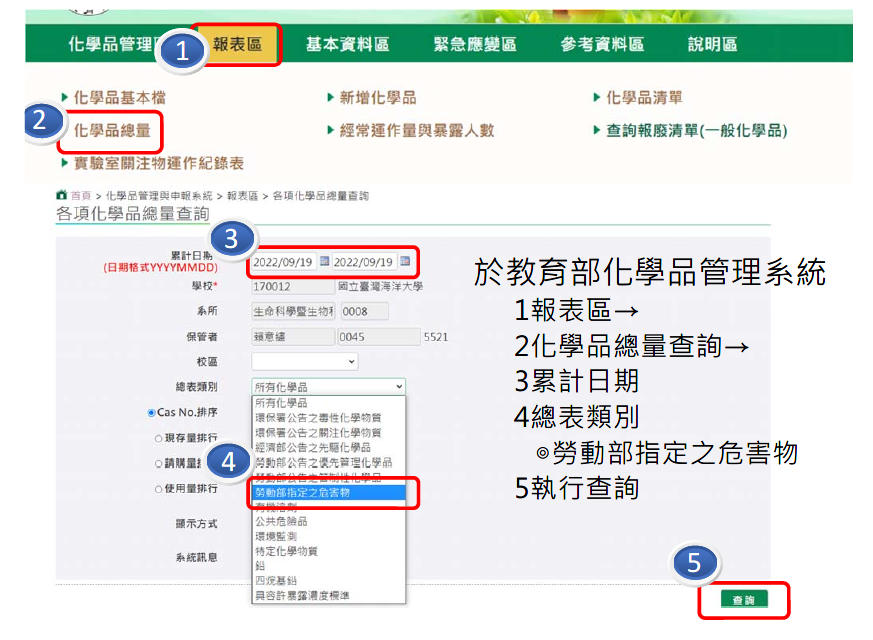 化學品管理
1
報表區
基本資料區
緊急應變區
參考資料區
說明區
化學品基本檔
新增化學品
化學品清單
2
化學品總量
經常運作量與暴露人數
查詢報廢清單(一般化學品)
實驗室關注物運作紀錄表
首頁 > 化學品管理與申報系統 > 報表區 > 各項化學品總量查詢
各項化學品總量查詢
3
累計日期
(日期格式YYYYMMDD)
2022/09/19
2022/09/19
學校*
170012
國立臺灣海洋大學
系所
生命科學暨生物科
0008
保管者
0045
5521
校區
總表類別
所有化學品
Cas No.排序
現存量排行
請購量
使用量排行
顯示方式
系統訊息
所有化學品
環保署公告之毒性化學物質
環保署公告之關注化學物質
經濟部公告之先驅化學品
勞動部公告之優先管理化學品
勞動部公告之管制性化學品
4
勞動部指定之危害物
有機溶劑
公共危險品
環境監測
特定化學物質
鉛
四烷基鉛
具容許暴露濃度標準
於教育部化學品管理系統
1報表區→
2化學品總量查詢→
3累計日期
4總表類別
◎勞動部指定之危害物
5執行查詢
5
查詢